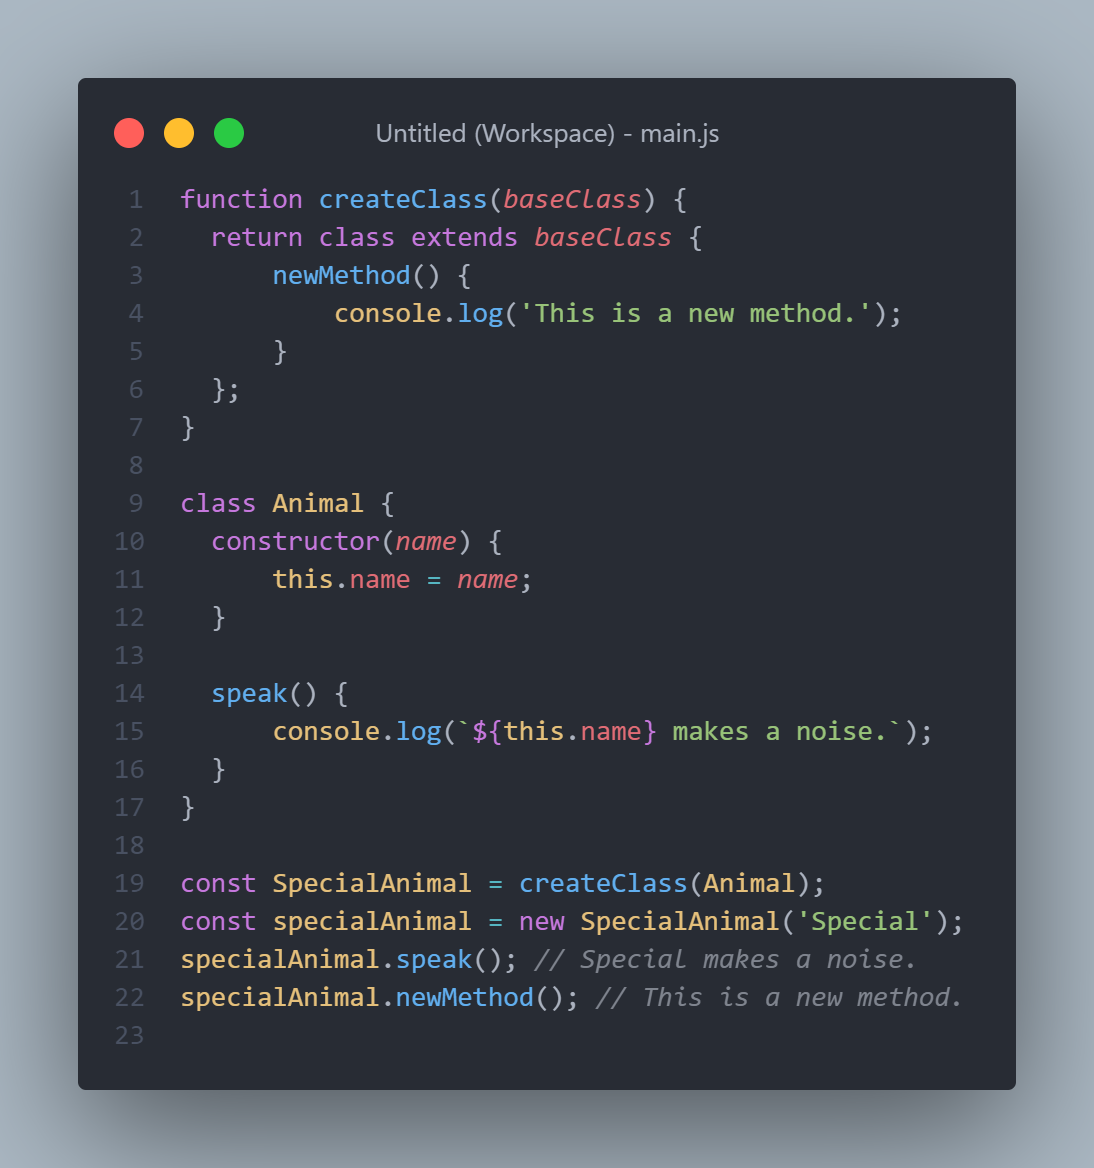 Untitled (Workspace) - main.js
1 function createClass(baseClass) {
2   return class extends baseClass {
3       newMethod() {
4           console.log('This is a new method.');
5       }
6   };
7 }
8
9 class Animal {
10   constructor(name) {
11       this.name = name;
12   }
13
14   speak() {
15       console.log(`${this.name} makes a noise.`);
16   }
17 }
18
19 const SpecialAnimal = createClass(Animal);
20 const specialAnimal = new SpecialAnimal('Special');
21 specialAnimal.speak(); // Special makes a noise.
22 specialAnimal.newMethod(); // This is a new method.
23